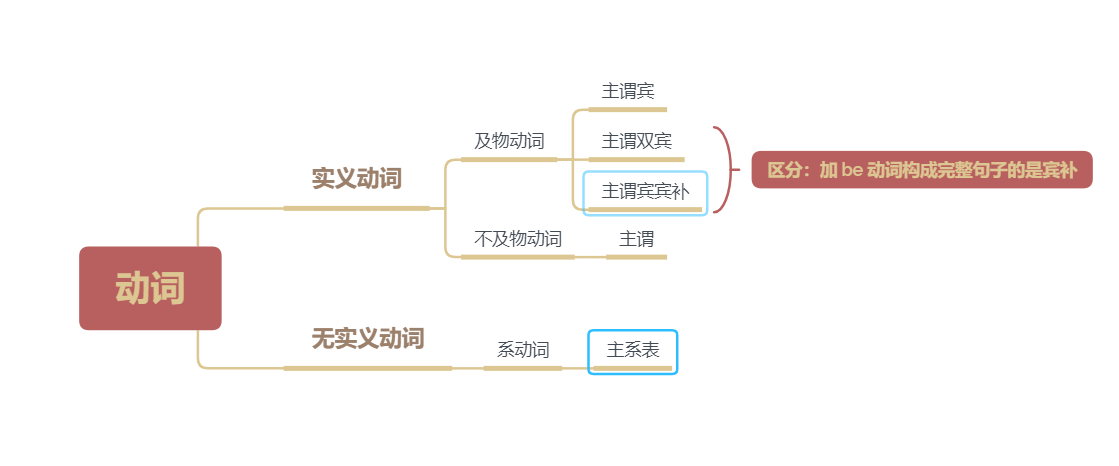 主谓宾
及物动词
主谓双宾
区分：加 be 动词构成完整句子的是宾补
实义动词
主谓宾宾补
不及物动词
主谓
动词
无实义动词
系动词
主系表